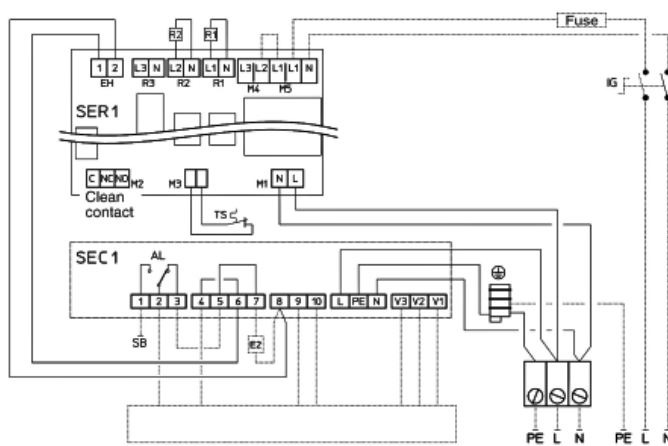 Fuse
R2 R1
1 2 L3 N L2 N L1 N L3 L2 L1 L1 N
EH R3 R2 R1 M4 M5
IG
SER1
C NC NO M2 M3 M1 N L
Clean
contact
TS
SEC1
AL
1 2 3 4 5 6 7 8 9 10 L PE N V3 V2 V1
SB
E2
PE L N PE L N